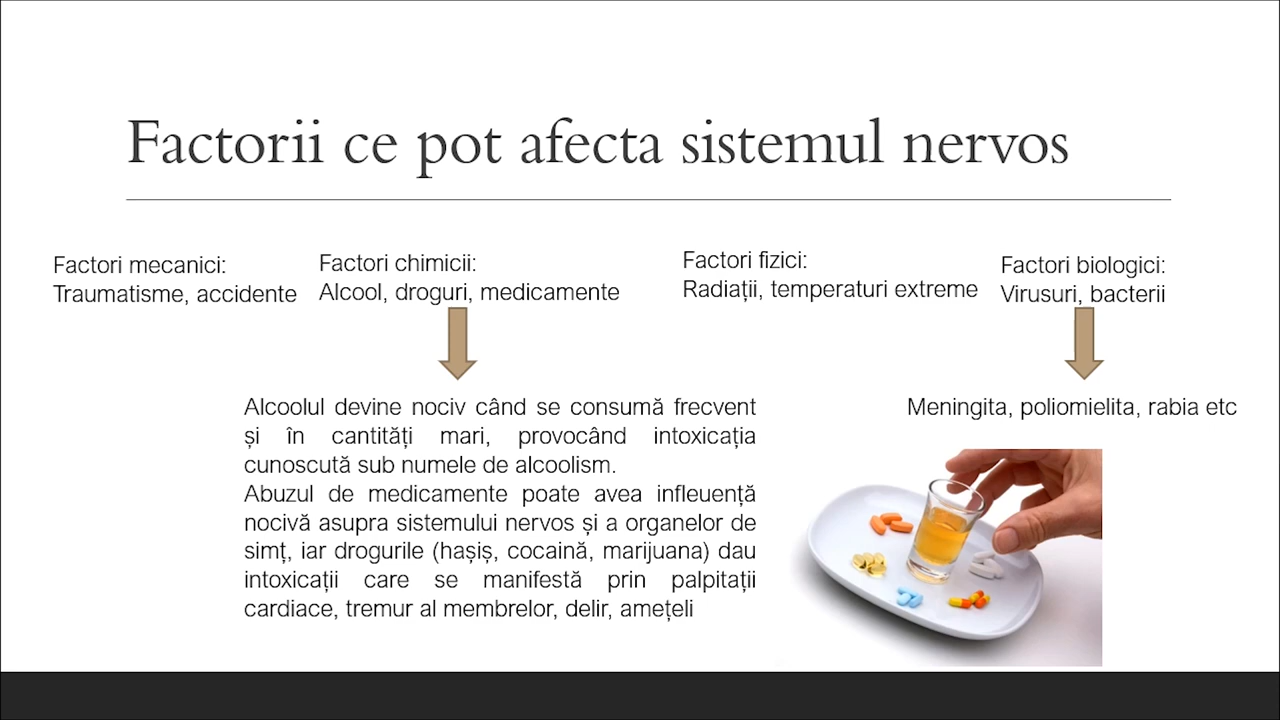 Factorii ce pot afecta sistemul nervos
Factori mecanici:
Traumatisme, accidente
Factori chimicii:
Alcool, droguri, medicamente
Factori fizici:
Radiații, temperaturi extreme
Factori biologici:
Virusuri, bacterii
Alcoolul devine nociv când se consumă frecvent
și în cantități mari, provocând intoxicația
cunoscută sub numele de alcoolism.
Abuzul de medicamente poate avea infleuență
nocivă asupra sistemului nervos și a organelor de
simț, iar drogurile (hașiș, cocaină, marijuana) dau
intoxicații care se manifestă prin palpitații
cardiace, tremur al membrelor, delir, amețeli
Meningita, poliomielita, rabia etc